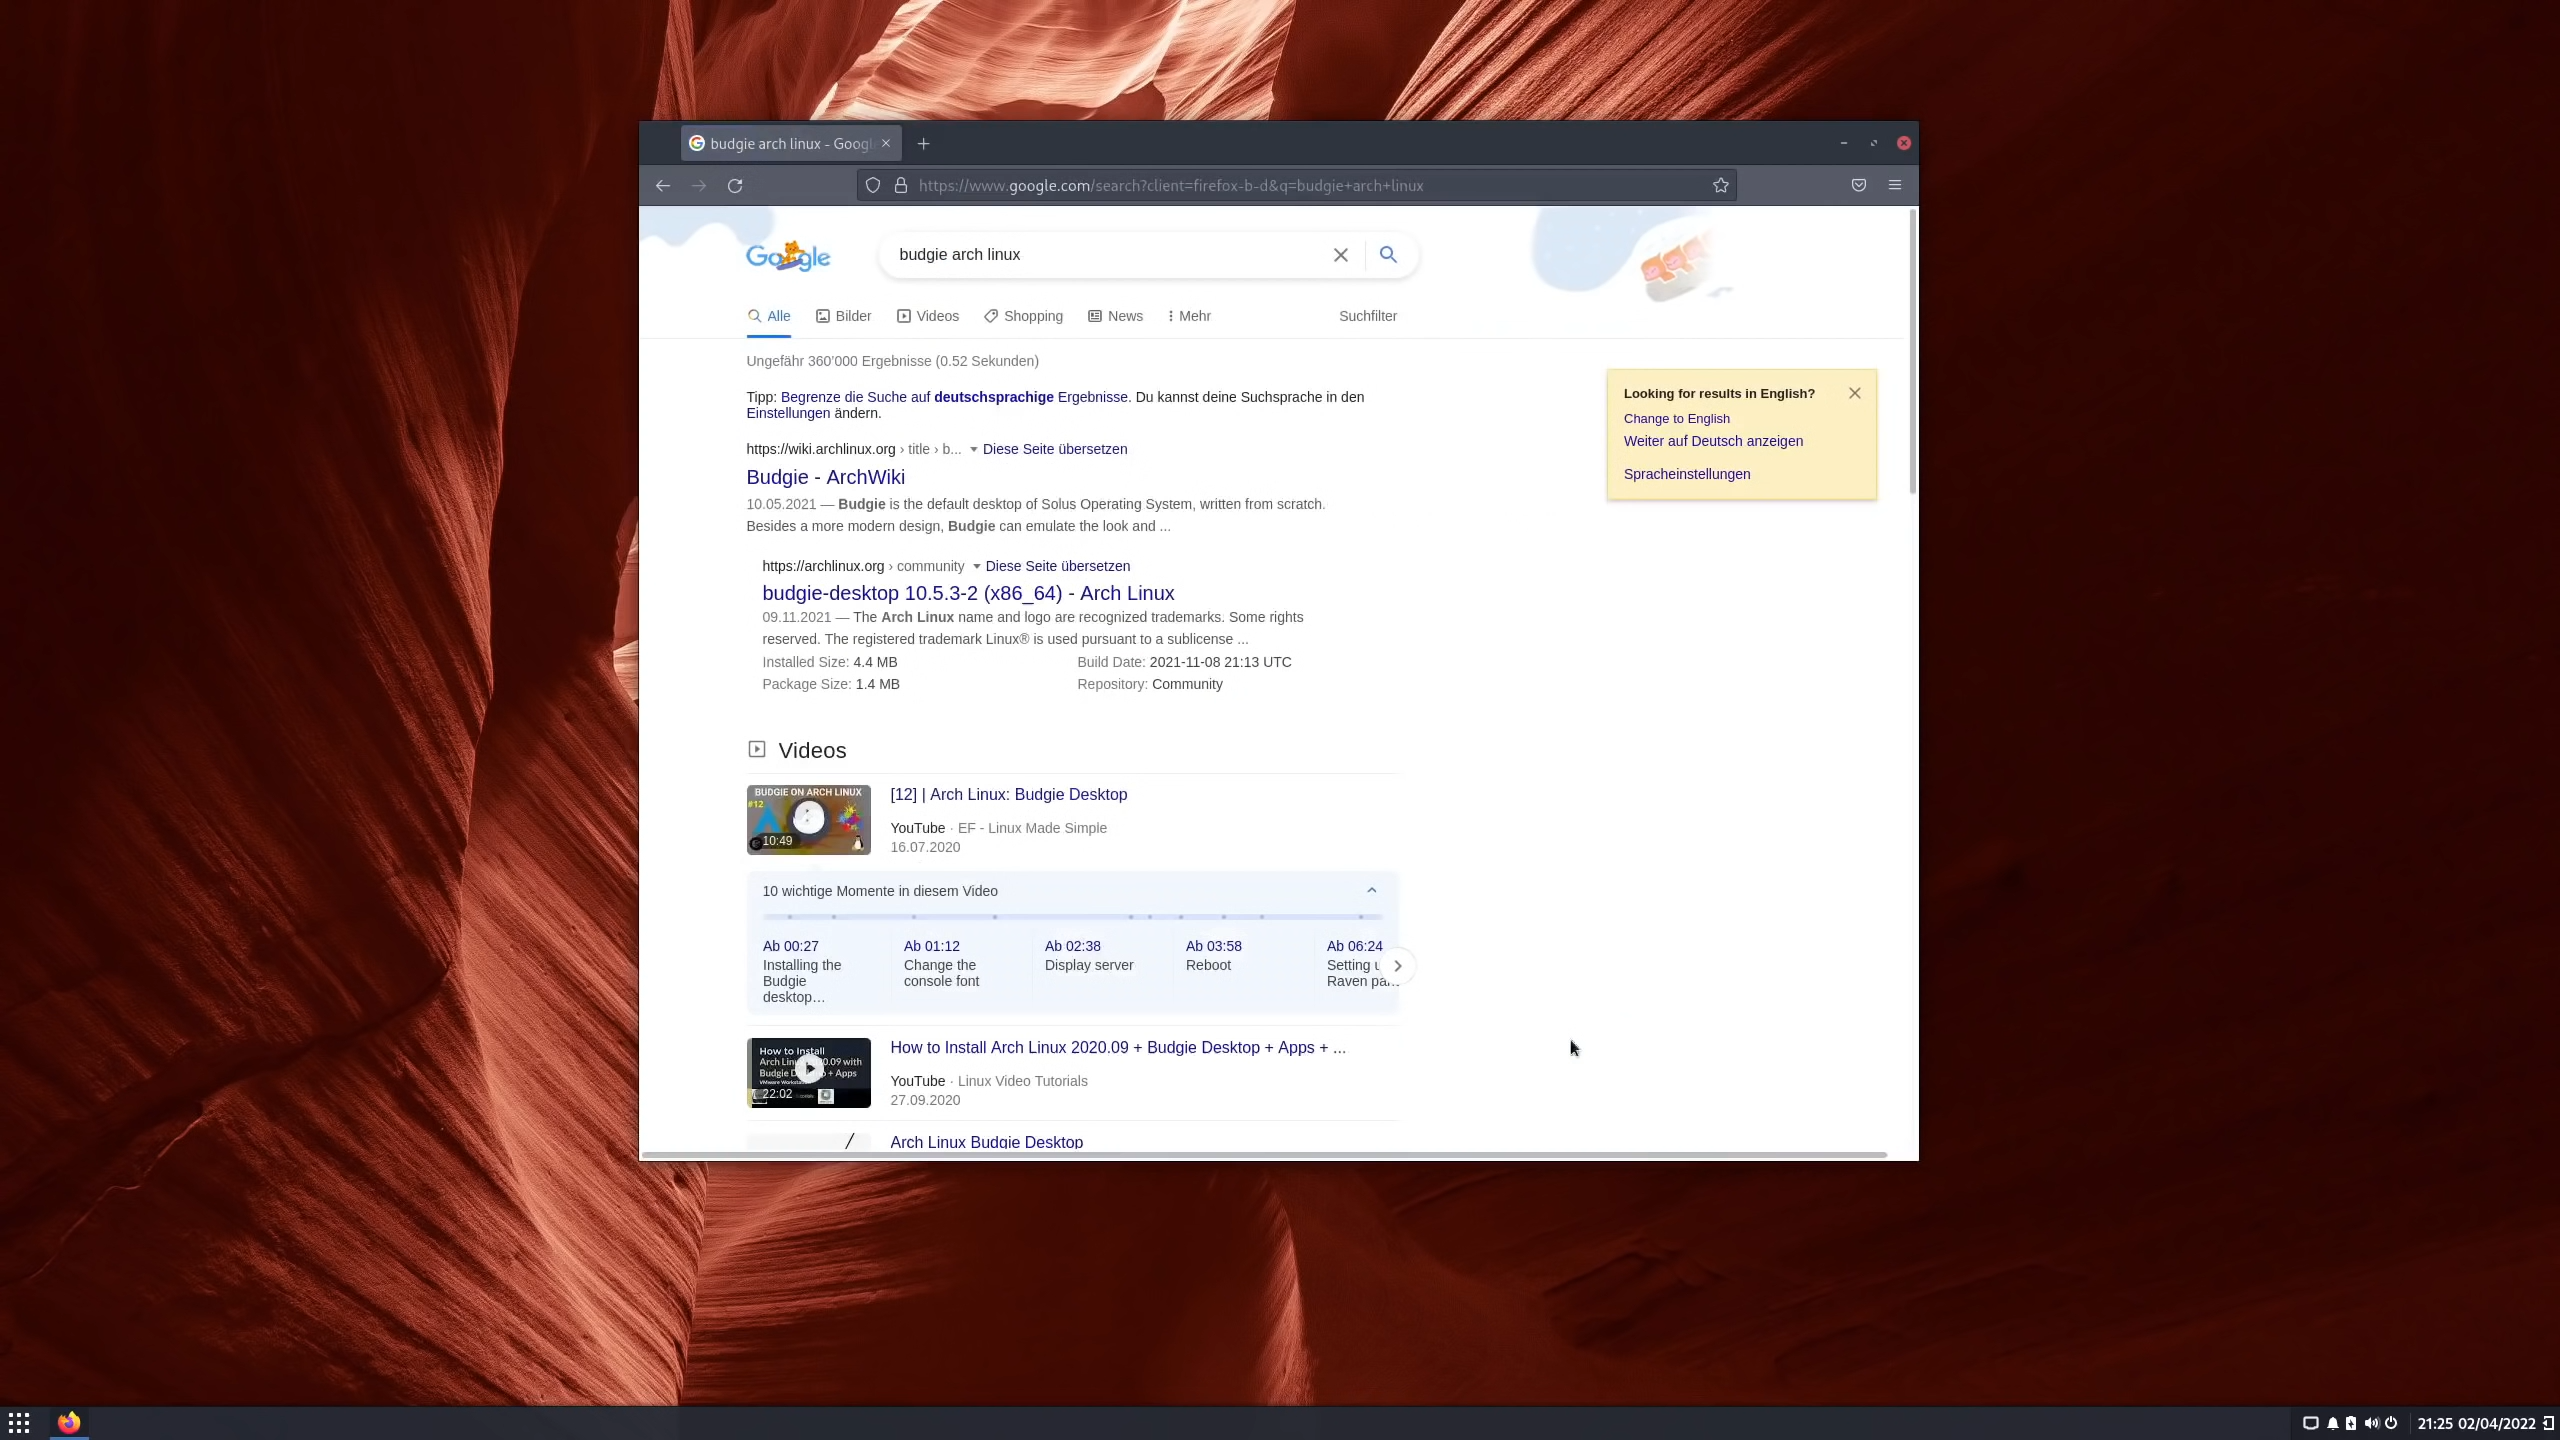 budgie arch linux - Googl
https://www.google.com/search?client=firefox-b-d&q=budgie+arch+linux
Google
budgie arch linux
Alle Bilder Videos Shopping News Mehr Suchfilter
Ungefähr 360'000 Ergebnisse (0.52 Sekunden)
Tipp: Begrenze die Suche auf deutschsprachige Ergebnisse. Du kannst deine Suchsprache in den
Einstellungen ändern.
Looking for results in English?
Change to English
Weiter auf Deutsch anzeigen
Spracheinstellungen
https://wiki.archlinux.org › title › b... Diese Seite übersetzen
Budgie - ArchWiki
10.05.2021 — Budgie is the default desktop of Solus Operating System, written from scratch.
Besides a more modern design, Budgie can emulate the look and ...
https://archlinux.org › community Diese Seite übersetzen
budgie-desktop 10.5.3-2 (x86_64) - Arch Linux
09.11.2021 — The Arch Linux name and logo are recognized trademarks. Some rights
reserved. The registered trademark Linux® is used pursuant to a sublicense ...
Installed Size: 4.4 MB Build Date: 2021-11-08 21:13 UTC
Package Size: 1.4 MB Repository: Community
Videos
BUDGIE ON ARCH LINUX
#12
10:49
[12] | Arch Linux: Budgie Desktop
YouTube · EF - Linux Made Simple
16.07.2020
10 wichtige Momente in diesem Video
Ab 00:27 Ab 01:12 Ab 02:38 Ab 03:58 Ab 06:24
Installing the Change the Display server Reboot Setting
Budgie console font Raven
desktop…
How to Install
Arch Linux 2020.09 with
Budgie Desktop + Apps
22:02
How to Install Arch Linux 2020.09 + Budgie Desktop + Apps + ...
YouTube · Linux Video Tutorials
27.09.2020
Arch Linux Budgie Desktop
21:25 02/04/2022